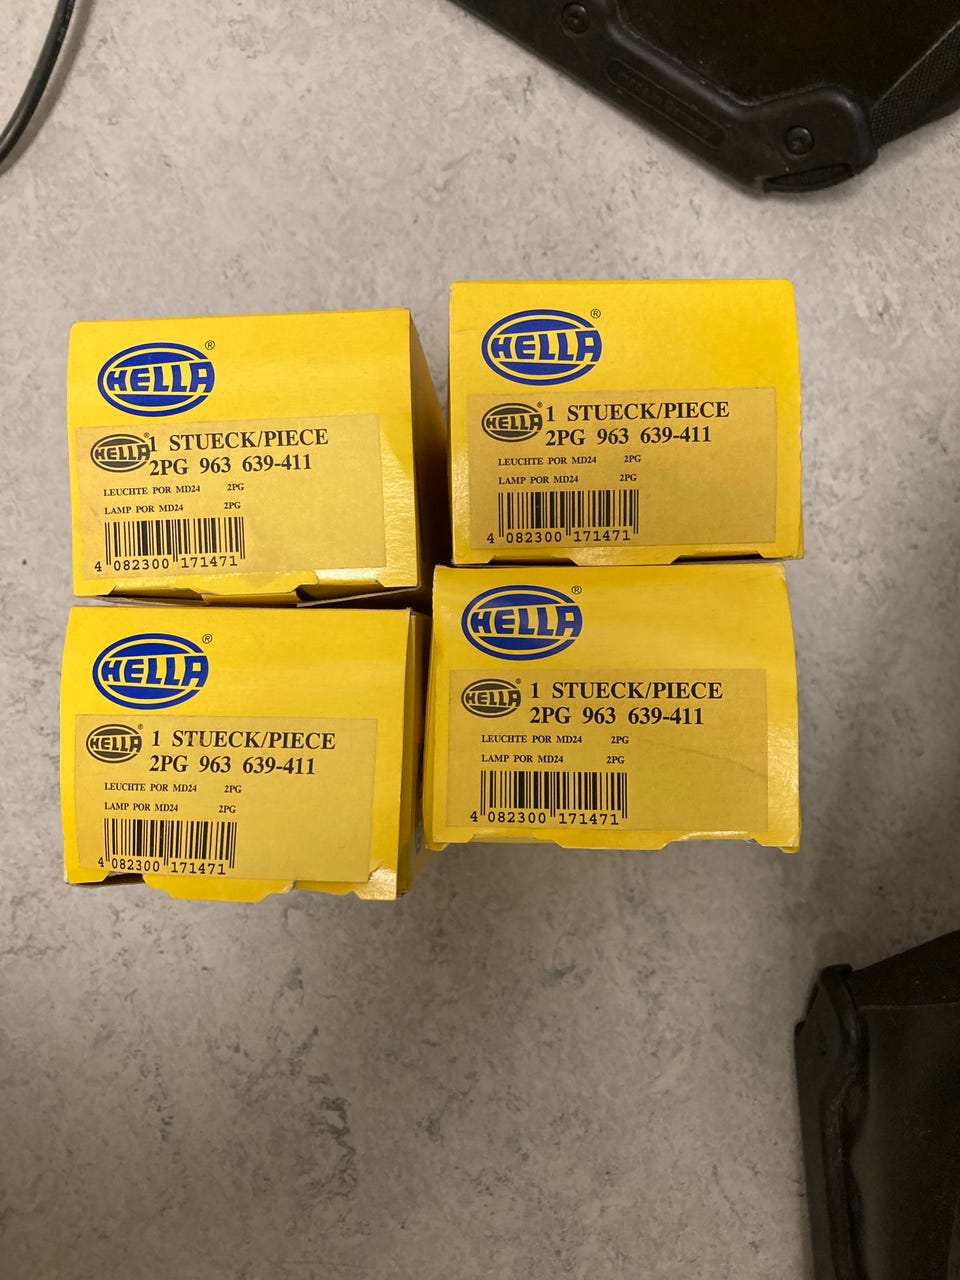 HELLA®
HELLA
1 STUECK/PIECE
2PG 963 639-411
LEUCHTE POR MD24 2PG
LAMP POR MD24 2PG
4 082300 171471
HELLA®
HELLA®
1 STUECK/PIECE
2PG 963 639-411
LEUCHTE POR MD24 2PG
LAMP POR MD24 2PG
4 082300 171471
HELLA®
HELLA®
1 STUECK/PIECE
2PG 963 639-411
LEUCHTE POR MD24 2PG
LAMP POR MD24 2PG
4 082300 171471
HELLA®
HELLA®
1 STUECK/PIECE
2PG 963 639-411
LEUCHTE POR MD24 2PG
LAMP POR MD24 2PG
4 082300 171471